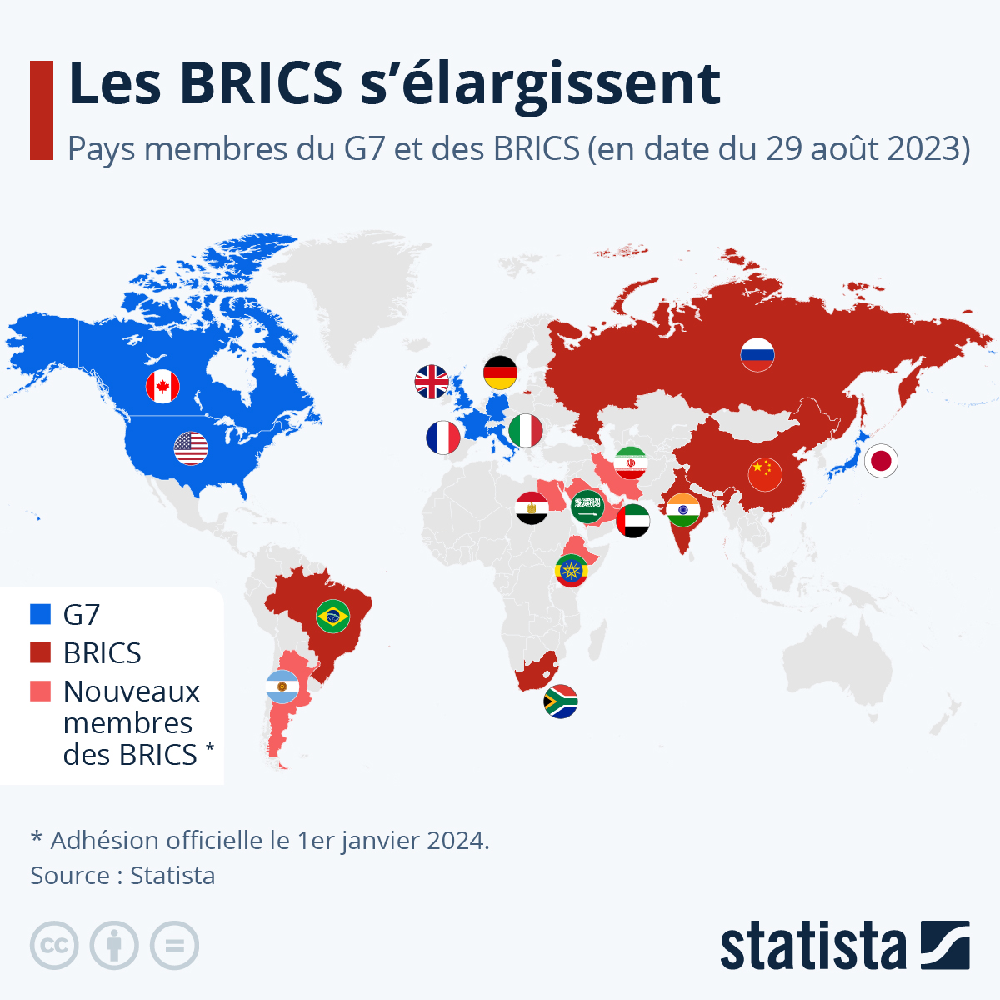 Les BRICS s’élargissent
Pays membres du G7 et des BRICS (en date du 29 août 2023)
G7
BRICS
Nouveaux
membres
des BRICS *
* Adhésion officielle le 1er janvier 2024.
Source : Statista
cc
statista